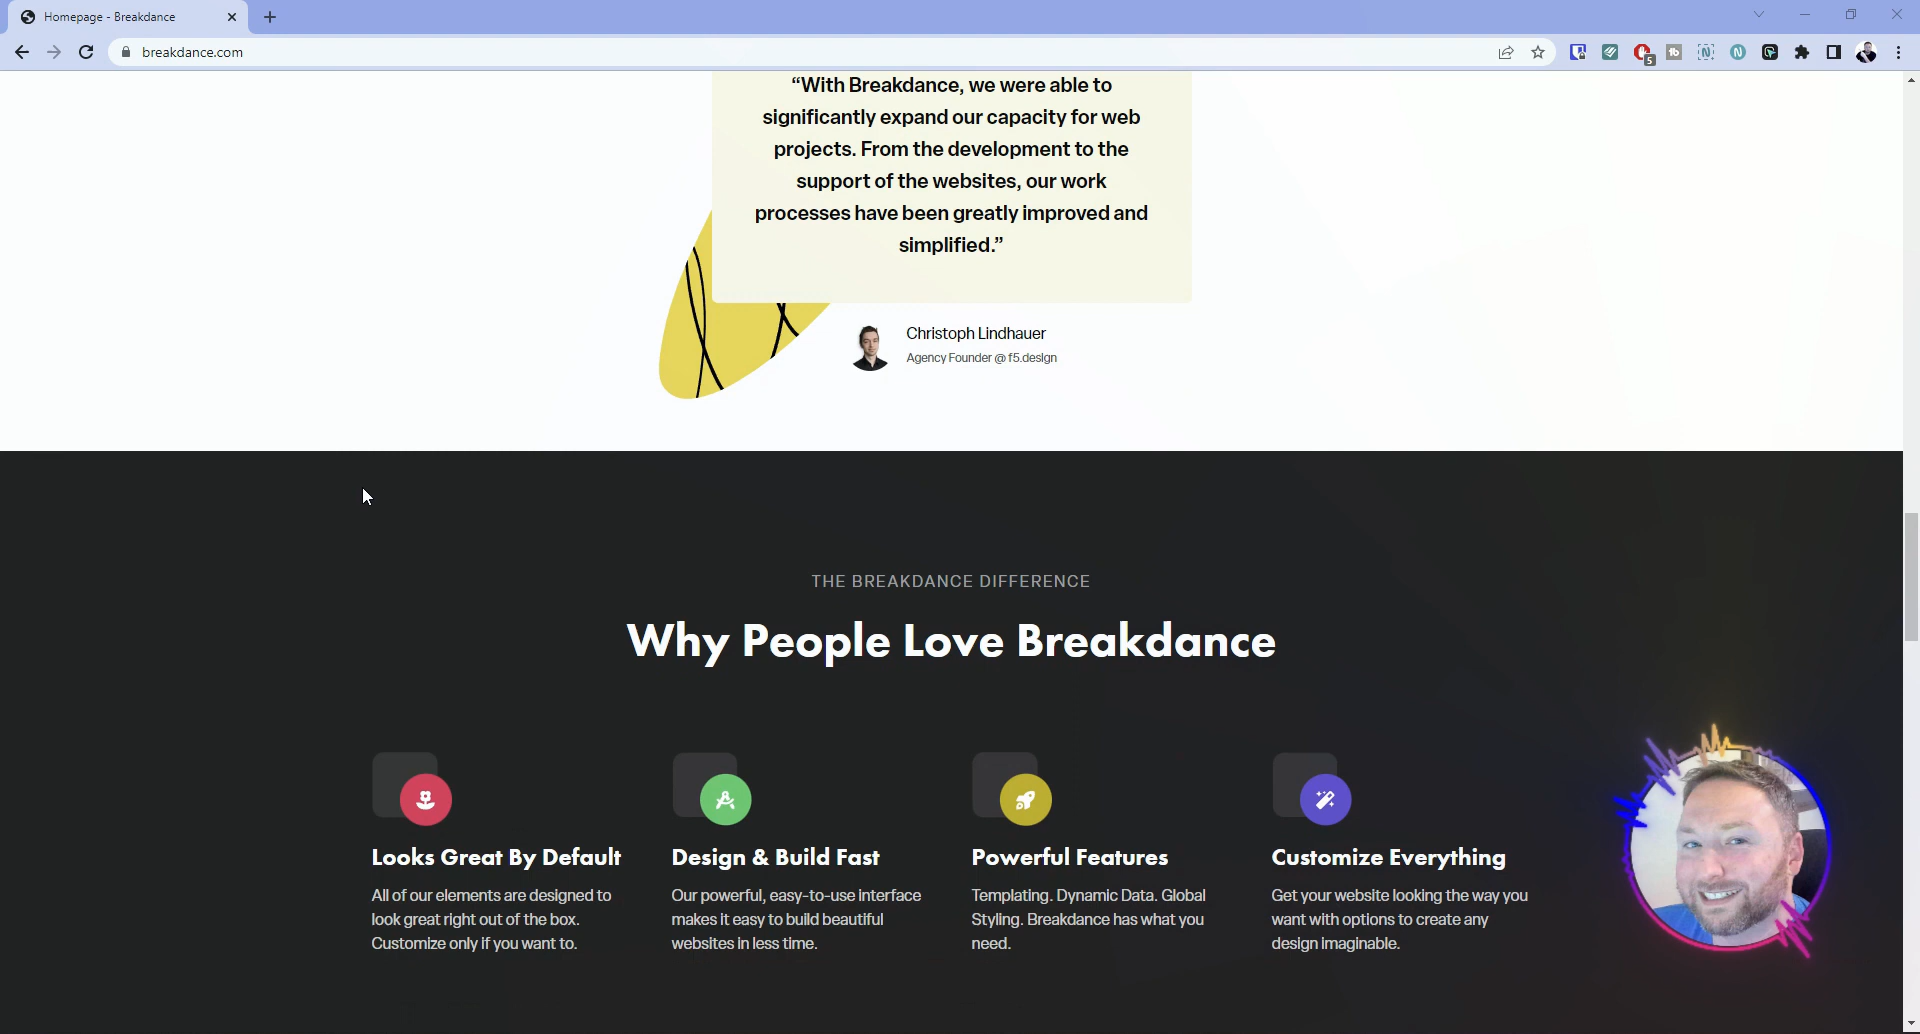 Homepage - Breakdance
breakdance.com
5
“With Breakdance, we were able to
significantly expand our capacity for web
projects. From the development to the
support of the websites, our work
processes have been greatly improved and
simplified.”
Christoph Lindhauer
Agency Founder @ f5.design
THE BREAKDANCE DIFFERENCE
Why People Love Breakdance
Looks Great By Default
All of our elements are designed to
look great right out of the box.
Customize only if you want to.
Design & Build Fast
Our powerful, easy-to-use interface
makes it easy to build beautiful
websites in less time.
Powerful Features
Templating. Dynamic Data. Global
Styling. Breakdance has what you
need.
Customize Everything
Get your website looking the way you
want with options to create any
design imaginable.